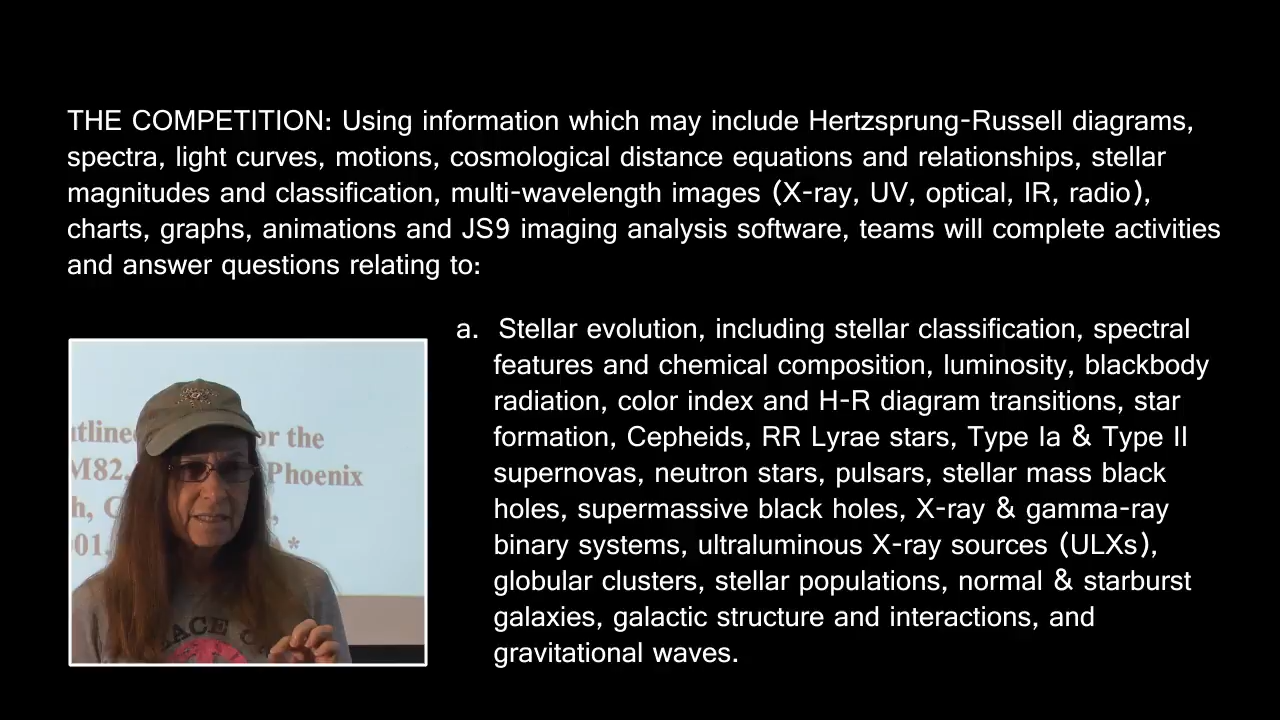 THE COMPETITION: Using information which may include Hertzsprung-Russell diagrams,
spectra, light curves, motions, cosmological distance equations and relationships, stellar
magnitudes and classification, multi-wavelength images (X-ray, UV, optical, IR, radio),
charts, graphs, animations and JS9 imaging analysis software, teams will complete activities
and answer questions relating to:
a. Stellar evolution, including stellar classification, spectral
features and chemical composition, luminosity, blackbody
radiation, color index and H-R diagram transitions, star
formation, Cepheids, RR Lyrae stars, Type Ia & Type II
supernovas, neutron stars, pulsars, stellar mass black
holes, supermassive black holes, X-ray & gamma-ray
binary systems, ultraluminous X-ray sources (ULXs),
globular clusters, stellar populations, normal & starburst
galaxies, galactic structure and interactions, and
gravitational waves.
the
M82, Phoenix